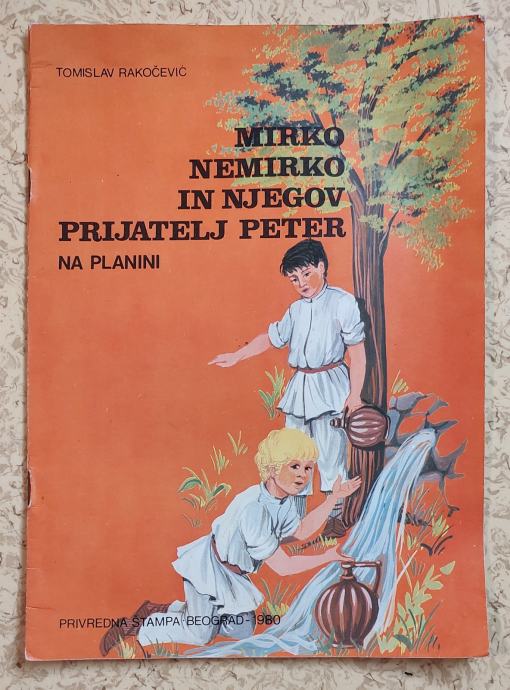 TOMISLAV RAKOČEVIĆ
MIRKO
NEMIRKO
IN NJEGOV
PRIJATELJ PETER
NA PLANINI
PRIVREDNA ŠTAMPA BEOGRAD-1980